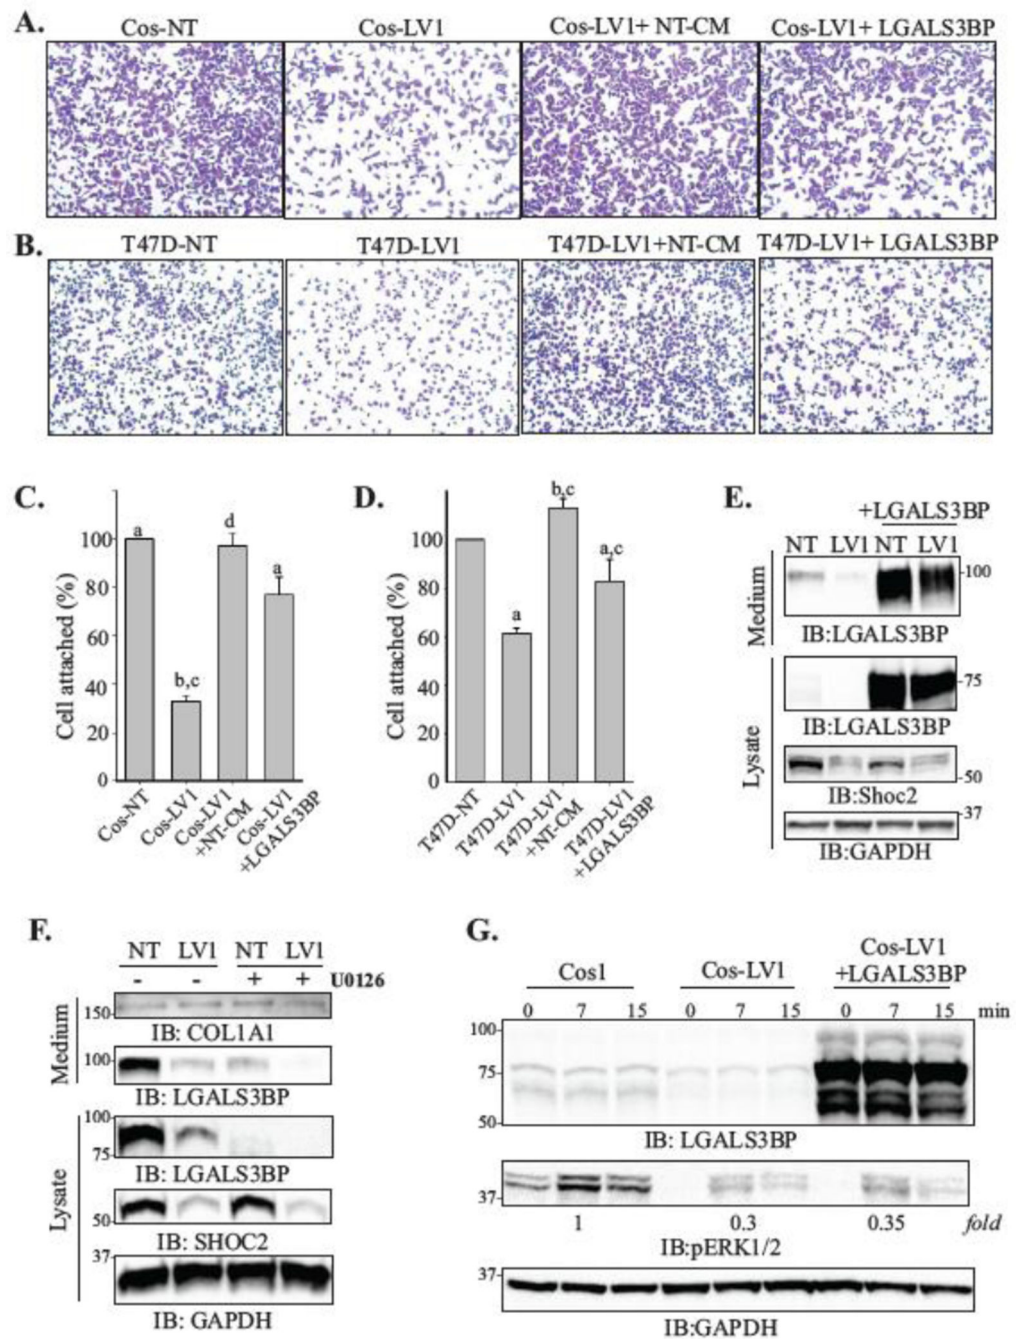 A.
Cos-NT Cos-LV1 Cos-LV1+ NT-CM Cos-LV1+ LGALS3BP
B.
T47D-NT T47D-LV1 T47D-LV1+NT-CM T47D-LV1+ LGALS3BP
C.
Cell attached (%)
100
80
60
40
20
0
a
b,c
d
a
Cos-NT
Cos-LV1
Cos-LV1
+NT-CM
Cos-LV1
+LGALS3BP
D.
Cell attached (%)
100
80
60
40
20
0
a
b,c
a,c
T47D-NT
T47D-LV1
T47D-LV1
+NT-CM
T47D-LV1
+LGALS3BP
E.
+LGALS3BP
NT LV1 NT LV1
Medium
-100
IB:LGALS3BP
Lysate
-75
IB:LGALS3BP
-50
IB:Shoc2
-37
IB:GAPDH
F.
NT LV1 NT LV1
- - + + U0126
Medium
150-
IB: COL1A1
100-
IB: LGALS3BP
Lysate
100-
75-
IB: LGALS3BP
50-
IB: SHOC2
37-
IB: GAPDH
G.
Cos1 Cos-LV1 Cos-LV1
+LGALS3BP
0 7 15 0 7 15 0 7 15 min
100-
75-
50-
IB: LGALS3BP
37-
1 0.3 0.35 fold
IB:pERK1/2
37-
IB:GAPDH